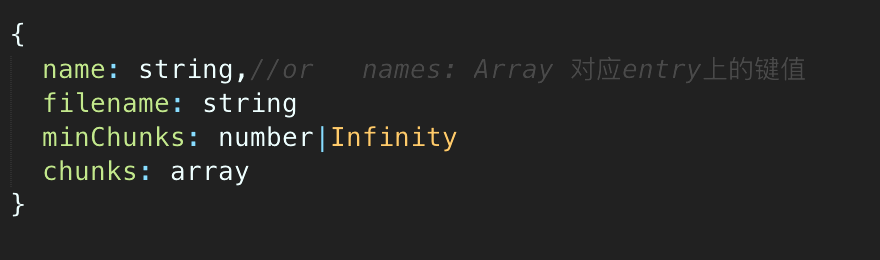 {
name: string,//or   names: Array 对应entry上的键值
filename: string
minChunks: number|Infinity
chunks: array
}